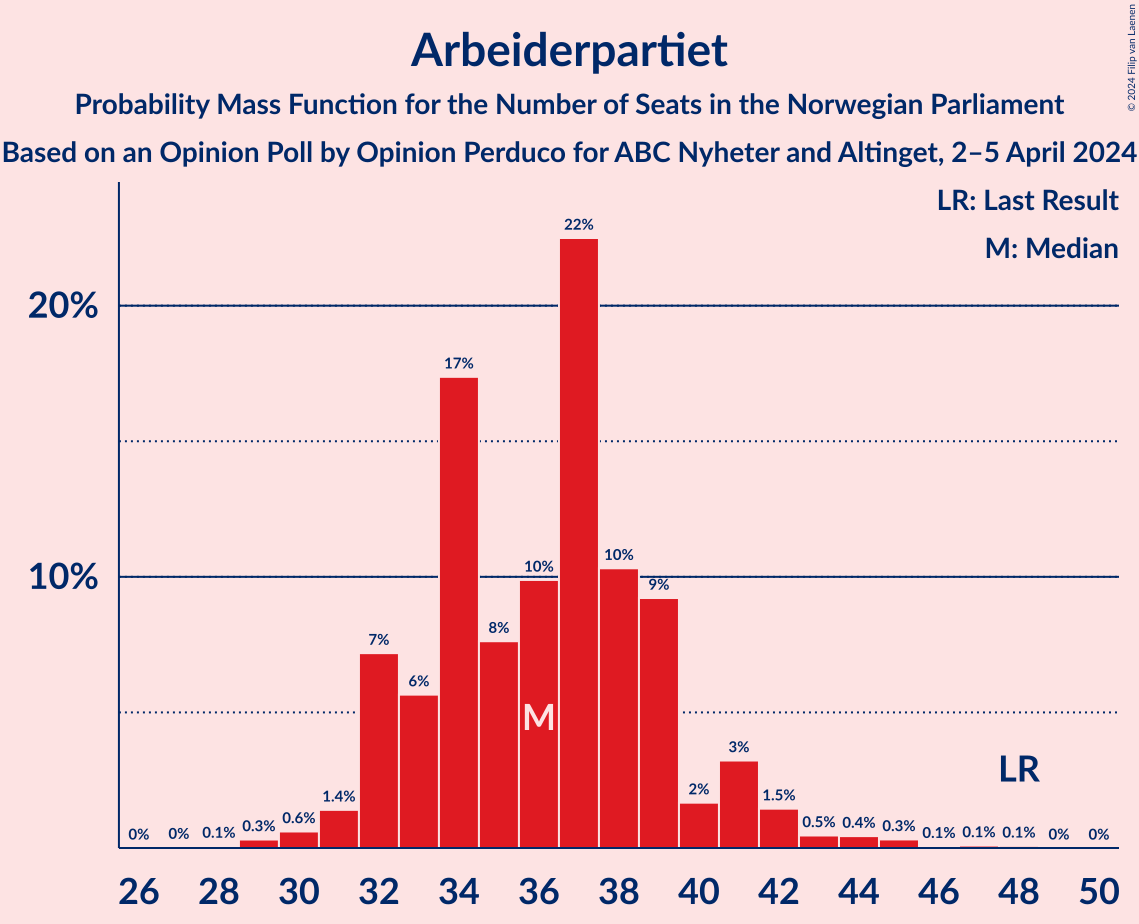 Arbeiderpartiet
Probability Mass Function for the Number of Seats in the Norwegian Parliament
Based on an Opinion Poll by Opinion Perduco for ABC Nyheter and Altinget, 2–5 April 2024
© 2024 Filip van Laenen
LR: Last Result
M: Median
20%
10%
0% 0% 0.1% 0.3% 0.6% 1.4% 7% 6% 17% 8% 10% 22% 10% 9% 2% 3% 1.5% 0.5% 0.4% 0.3% 0.1% 0.1% 0.1% 0% 0%
M
LR
26 28 30 32 34 36 38 40 42 44 46 48 50